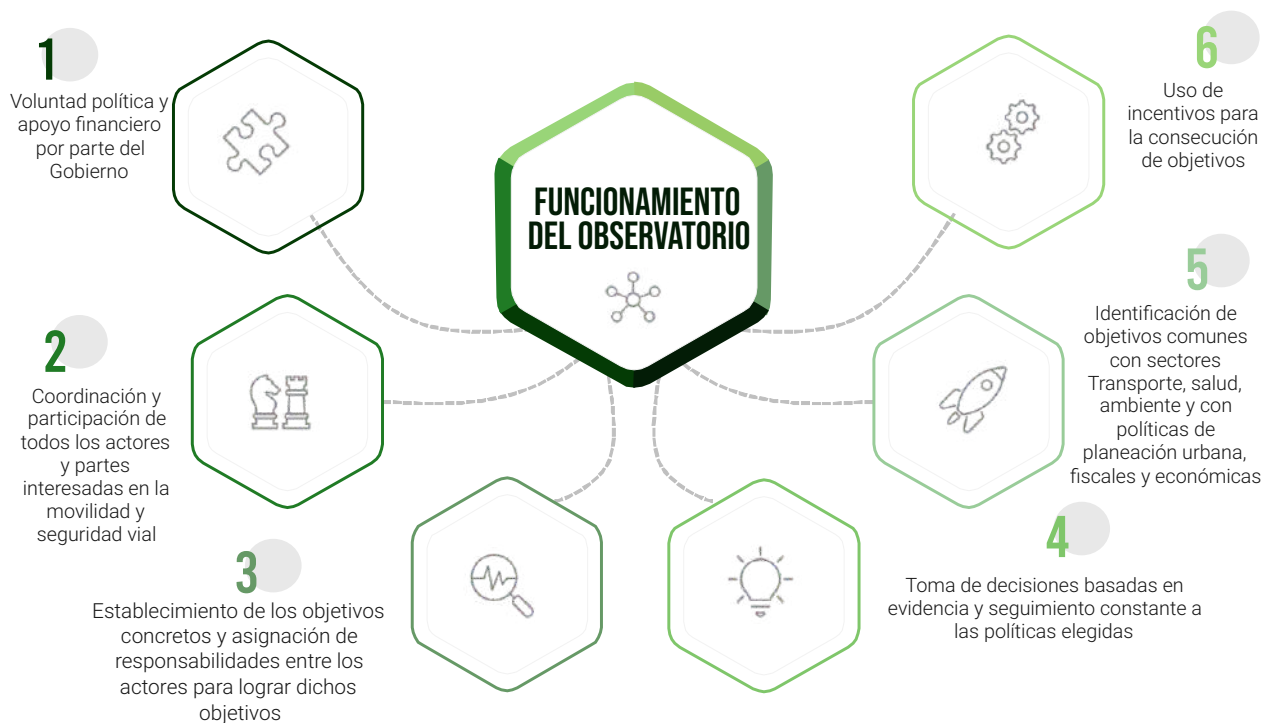 FUNCIONAMIENTO
DEL OBSERVATORIO
1
Voluntad política y
apoyo financiero
por parte del
Gobierno
2
Coordinación y
participación de
todos los actores
y partes
interesadas en la
movilidad y
seguridad vial
3
Establecimiento de los objetivos
concretos y asignación de
responsabilidades entre los
actores para lograr dichos
objetivos
4
Toma de decisiones basadas en
evidencia y seguimiento constante a
las políticas elegidas
5
Identificación de
objetivos comunes
con sectores
Transporte, salud,
ambiente y con
políticas de
planeación urbana,
fiscales y económicas
6
Uso de
incentivos para
la consecución
de objetivos